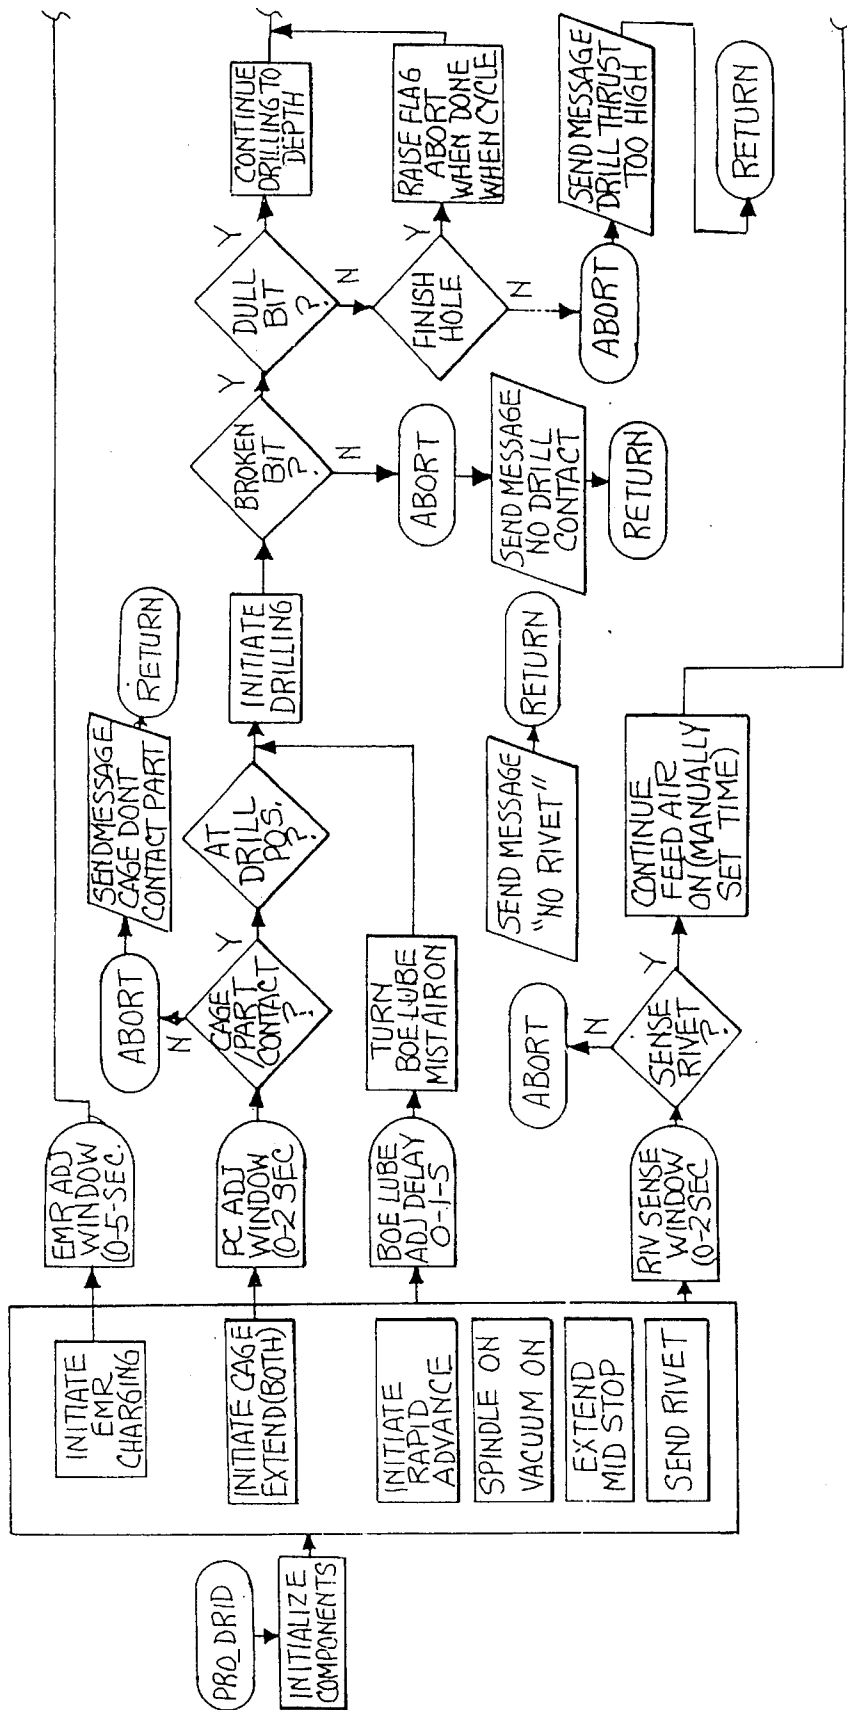 PRO_DRID
INITIALIZE
COMPONENTS
INITIATE
EMR
CHARGING
INITIATE CAGE
EXTEND(BOTH)
INITIATE
RAPID
ADVANCE
SPINDLE ON
VACUUM ON
EXTEND
MID STOP
SEND RIVET
EMR ADJ
WINDOW
(0-5-SEC.
PC ADJ
WINDOW
(0-2 SEC
BOE LUBE
ADJ DELAY
0-1-S
RIV SENSE
WINDOW
(0-2 SEC
ABORT
N
CAGE
/PART
CONTACT
?
Y
SENDMESSAGE
CAGE DONT
CONTACT PART
RETURN
AT
DRILL
POS.
?
TURN
BOE LUBE
MISTAIRON
INITIATE
DRILLING
BROKEN
BIT
?
Y
N
ABORT
SEND MESSAGE
NO DRILL
CONTACT
RETURN
DULL
BIT
?
Y
N
CONTINUE
DRILLING TO
DEPTH
FINISH
HOLE
Y
N
RAISE FLAG
ABORT
WHEN DONE
WHEN CYCLE
ABORT
SEND MESSAGE
DRILL THRUST
TOO HIGH
RETURN
ABORT
N
SENSE
RIVET
?
Y
SEND MESSAGE
"NO RIVET"
RETURN
CONTINUE
FEED AIR
ON (MANUALLY
SET TIME)